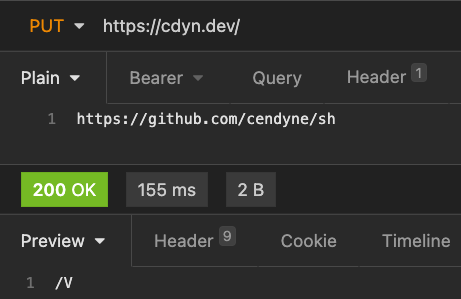 PUT https://cdyn.dev/
Plain Bearer Query Header 1
1 https://github.com/cendyne/sh
200 OK 155 ms 2 B
Preview Header 9 Cookie Timeline
1 /V